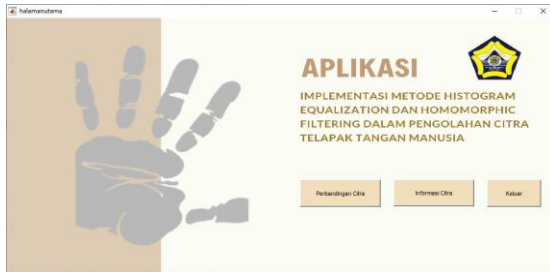 halamanutama
APLIKASI
IMPLEMENTASI METODE HISTOGRAM
EQUALIZATION DAN HOMOMORPHIC
FILTERING DALAM PENGOLAHAN CITRA
TELAPAK TANGAN MANUSIA
Perbandingan Citra
Informasi Citra
Keluar